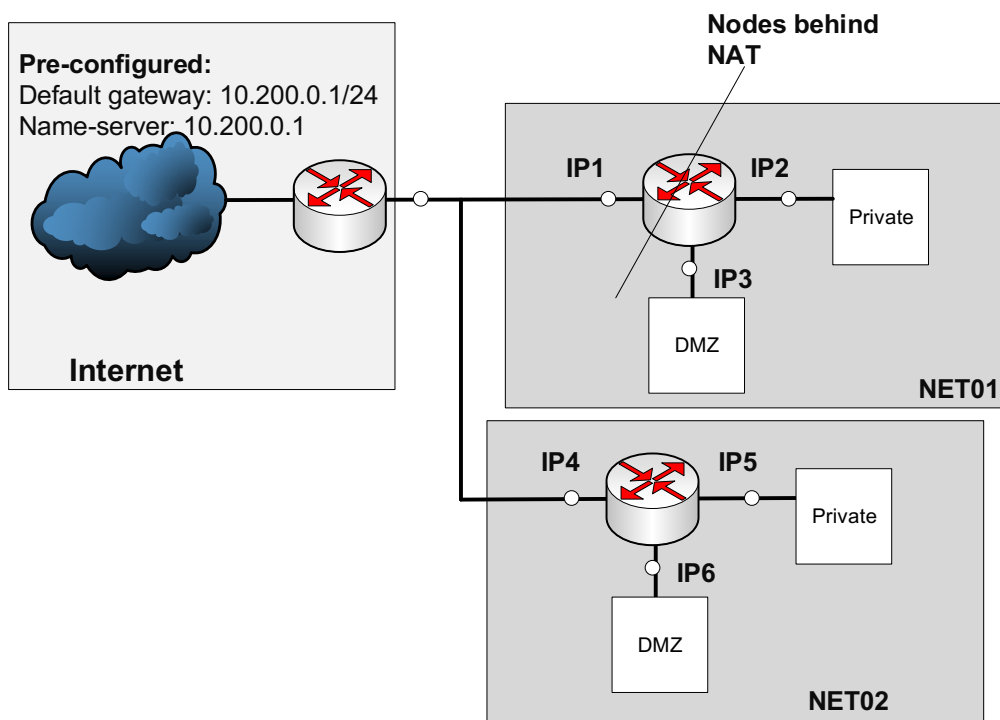 Pre-configured:
Default gateway: 10.200.0.1/24
Name-server: 10.200.0.1
Internet
Nodes behind
NAT
IP1
IP2
Private
IP3
DMZ
NET01
IP4
IP5
Private
IP6
DMZ
NET02